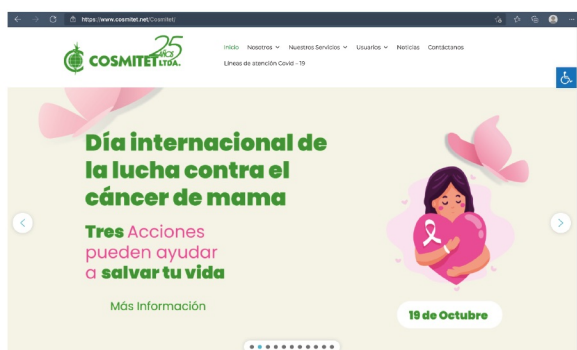 https://www.cosmitet.net/Cosmitet/
25
AÑOS
COSMITET LTDA.
Inicio Nosotros Nuestros Servicios Usuarios Noticias Contáctanos
Líneas de atención Covid – 19
Día internacional de
la lucha contra el
cáncer de mama
Tres Acciones
pueden ayudar
a salvar tu vida
Más Información
19 de Octubre